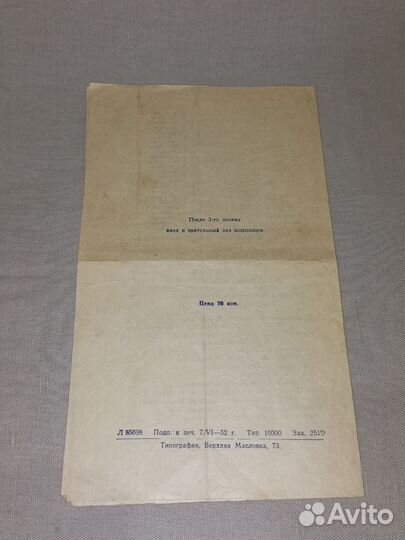 После 3-го звонка
вход в зрительный зал воспрещен.
Цена 50 коп.
Л 85698 Подп. к печ. 7/VI—52 г. Тир. 10000 Зак. 2519
Типография, Верхняя Масловка, 73.
Avito